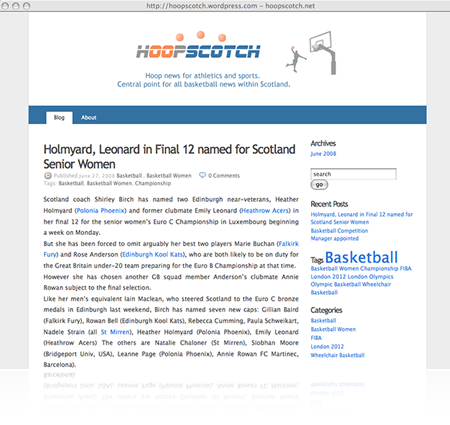 http://hoopscotch.wordpress.com – hoopscotch.net
HOOPSCOTCH
Hoop news for athletics and sports.
Central point for all basketball news within Scotland.
Blog
About
Holmyard, Leonard in Final 12 named for Scotland
Senior Women
Published June 27, 2008 Basketball , Basketball Women
0 Comments
Tags: Basketball, Basketball Women, Championship
Scotland coach Shirley Birch has named two Edinburgh near-veterans, Heather
Holmyard (Polonia Phoenix) and former clubmate Emily Leonard (Heathrow Acers) in
her final 12 for the senior women's Euro C Championship in Luxembourg beginning
a week on Monday.
But she has been forced to omit arguably her best two players Marie Buchan (Falkirk
Fury) and Rose Anderson (Edinburgh Kool Kats), who are both likely to be on duty for
the Great Britain under-20 team preparing for the Euro B Championship at that time.
However she has chosen another GB squad member Anderson's clubmate Annie
Rowan subject to the final selection.
Like her men's equivalent Iain Maclean, who steered Scotland to the Euro C bronze
medals in Edinburgh last weekend, Birch has named seven new caps: Gillian Baird
(Falkirk Fury), Rowan Bell (Edinburgh Kool Kats), Rebecca Cumming, Paula Schweikart,
Nadele Strain (all St Mirren), Heather Holmyard (Polonia Phoenix), Emily Leonard
(Heathrow Acers) The others are Natalie Chaloner (St Mirren), Siobhan Moore
(Bridgeport Univ, USA), Leanne Page (Polonia Phoenix), Annie Rowan FC Martinec,
Barcelona).
Archives
June 2008
search
go
Recent Posts
Holmyard, Leonard in Final 12 named for
Scotland Senior Women
Basketball Competition
Manager appointed
Tags Basketball
Basketball Women Championship FIBA
London 2012 London Olympics
Olympic Basketball Wheelchair
Basketball
Categories
Basketball
Basketball Women
FIBA
London 2012
Wheelchair Basketball